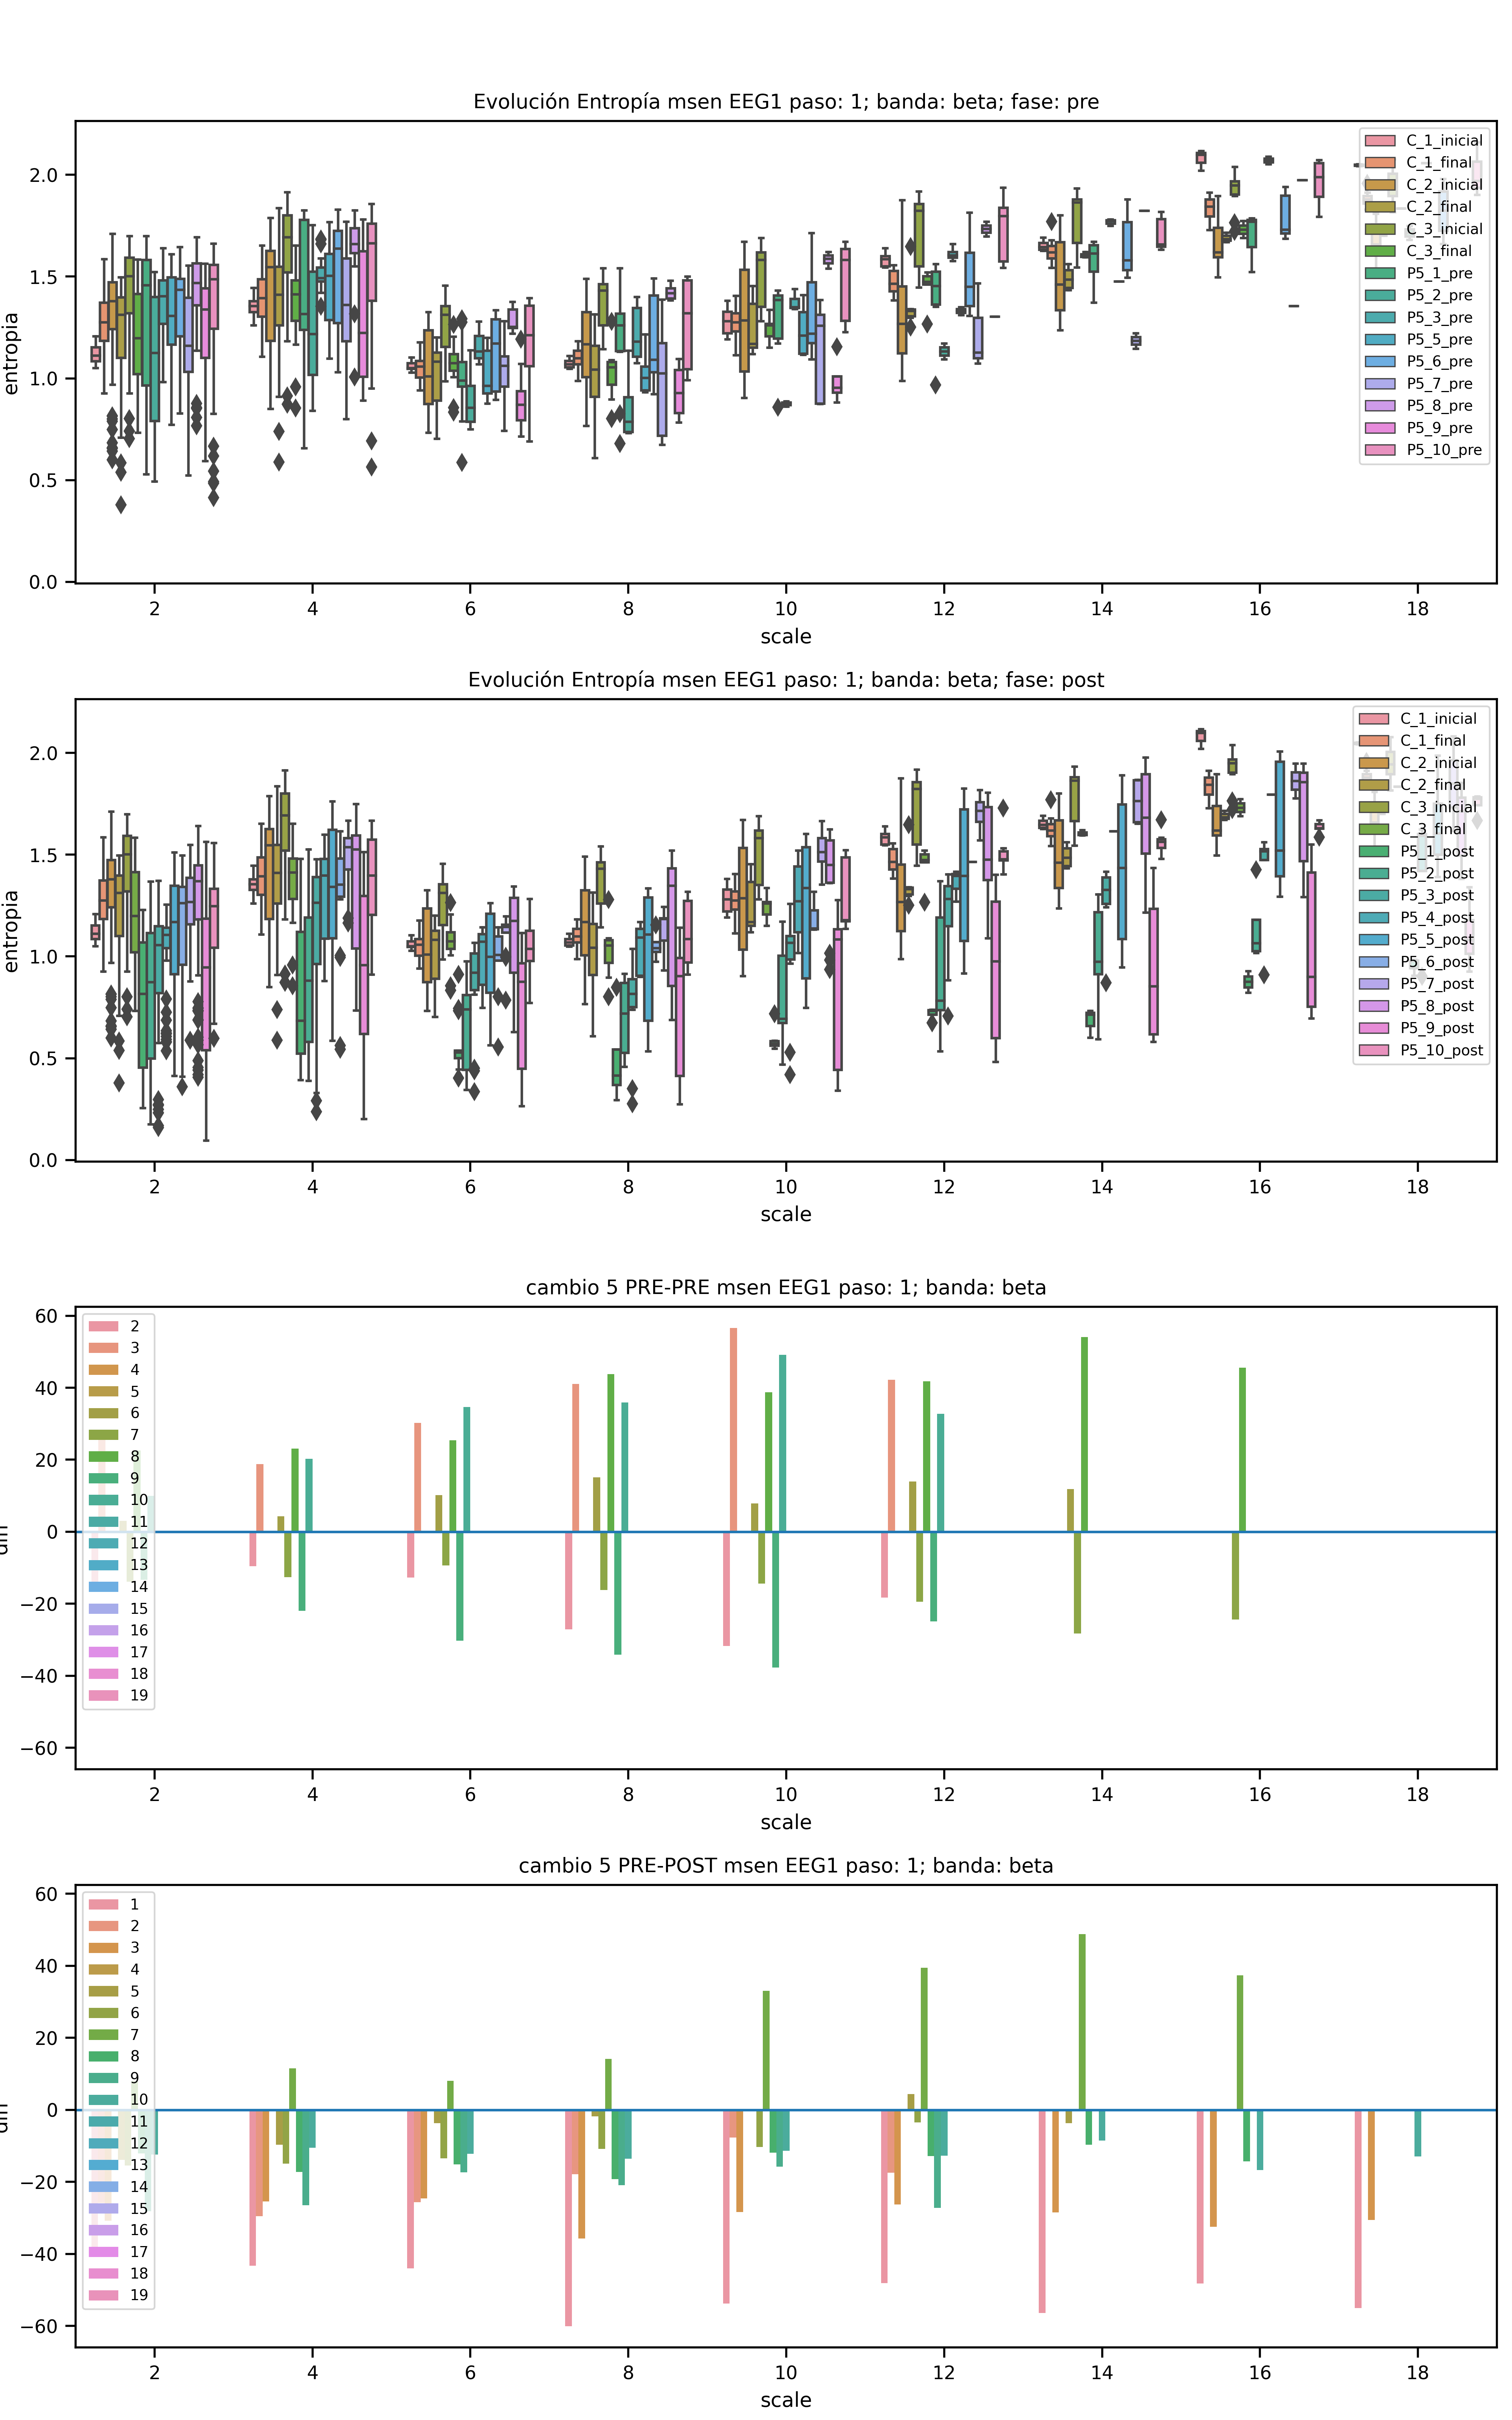 Evolución Entropía msen EEG1 paso: 1; banda: beta; fase: pre
entropia
2.0
1.5
1.0
0.5
0.0
C_1_inicial
C_1_final
C_2_inicial
C_2_final
C_3_inicial
C_3_final
P5_1_pre
P5_2_pre
P5_3_pre
P5_5_pre
P5_6_pre
P5_7_pre
P5_8_pre
P5_9_pre
P5_10_pre
2 4 6 8 10 12 14 16 18
scale
Evolución Entropía msen EEG1 paso: 1; banda: beta; fase: post
entropia
2.0
1.5
1.0
0.5
0.0
C_1_inicial
C_1_final
C_2_inicial
C_2_final
C_3_inicial
C_3_final
P5_1_post
P5_2_post
P5_3_post
P5_4_post
P5_5_post
P5_6_post
P5_7_post
P5_8_post
P5_9_post
P5_10_post
2 4 6 8 10 12 14 16 18
scale
cambio 5 PRE-PRE msen EEG1 paso: 1; banda: beta
60
40
20
0
−20
−40
−60
2
3
4
5
6
7
8
9
10
11
12
13
14
15
16
17
18
19
2 4 6 8 10 12 14 16 18
scale
cambio 5 PRE-POST msen EEG1 paso: 1; banda: beta
60
40
20
0
−20
−40
−60
1
2
3
4
5
6
7
8
9
10
11
12
13
14
15
16
17
18
19
2 4 6 8 10 12 14 16 18
scale